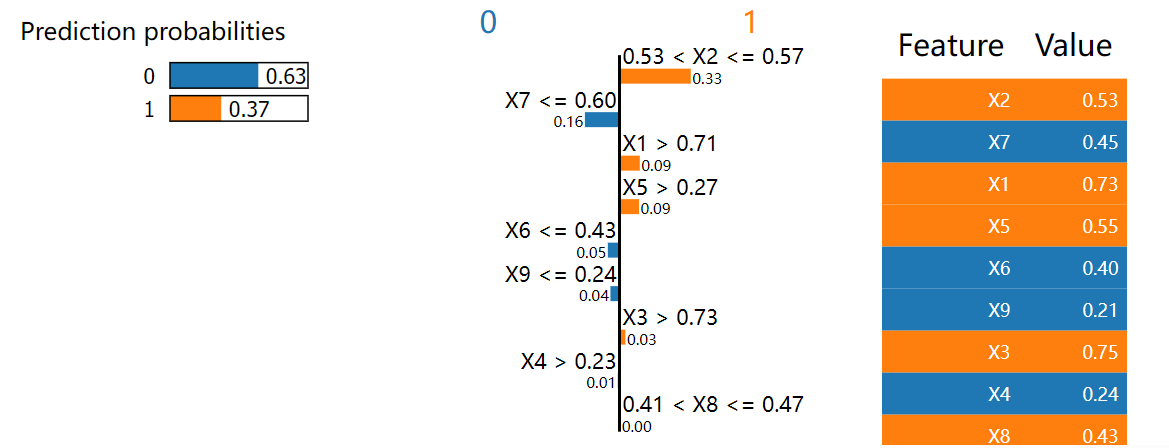 Prediction probabilities
0 0.63
1 0.37
0 1
0.53 < X2 <= 0.57
0.33
X7 <= 0.60
0.16
X1 > 0.71
0.09
X5 > 0.27
0.09
X6 <= 0.43
0.05
X9 <= 0.24
0.04
X3 > 0.73
0.03
X4 > 0.23
0.01
0.41 < X8 <= 0.47
0.00
Feature Value
X2 0.53
X7 0.45
X1 0.73
X5 0.55
X6 0.40
X9 0.21
X3 0.75
X4 0.24
X8 0.43